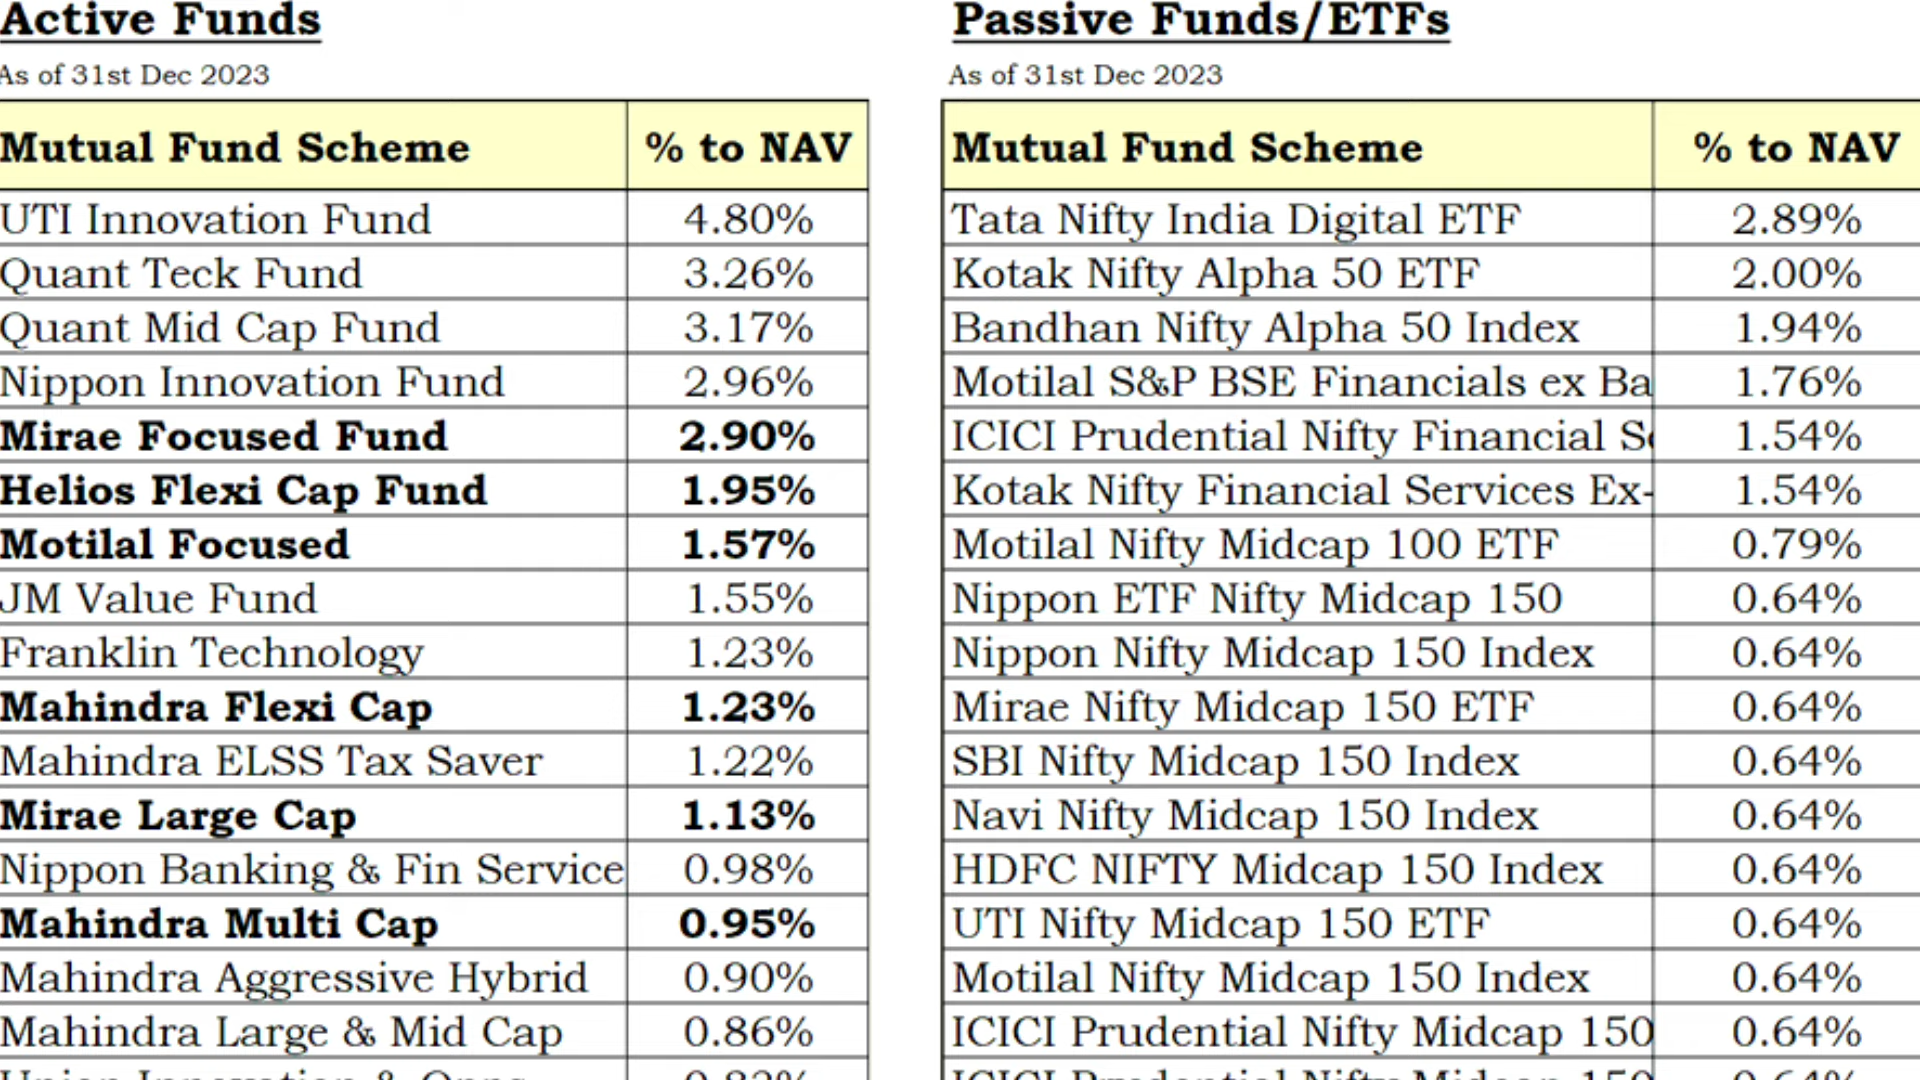 Active Funds
As of 31st Dec 2023
Mutual Fund Scheme % to NAV
UTI Innovation Fund 4.80%
Quant Teck Fund 3.26%
Quant Mid Cap Fund 3.17%
Nippon Innovation Fund 2.96%
Mirae Focused Fund 2.90%
Helios Flexi Cap Fund 1.95%
Motilal Focused 1.57%
JM Value Fund 1.55%
Franklin Technology 1.23%
Mahindra Flexi Cap 1.23%
Mahindra ELSS Tax Saver 1.22%
Mirae Large Cap 1.13%
Nippon Banking & Fin Service 0.98%
Mahindra Multi Cap 0.95%
Mahindra Aggressive Hybrid 0.90%
Mahindra Large & Mid Cap 0.86%
Passive Funds/ETFs
As of 31st Dec 2023
Mutual Fund Scheme % to NAV
Tata Nifty India Digital ETF 2.89%
Kotak Nifty Alpha 50 ETF 2.00%
Bandhan Nifty Alpha 50 Index 1.94%
Motilal S&P BSE Financials ex Ba 1.76%
ICICI Prudential Nifty Financial 1.54%
Kotak Nifty Financial Services Ex- 1.54%
Motilal Nifty Midcap 100 ETF 0.79%
Nippon ETF Nifty Midcap 150 0.64%
Nippon Nifty Midcap 150 Index 0.64%
Mirae Nifty Midcap 150 ETF 0.64%
SBI Nifty Midcap 150 Index 0.64%
Navi Nifty Midcap 150 Index 0.64%
HDFC NIFTY Midcap 150 Index 0.64%
UTI Nifty Midcap 150 ETF 0.64%
Motilal Nifty Midcap 150 Index 0.64%
ICICI Prudential Nifty Midcap 150 0.64%